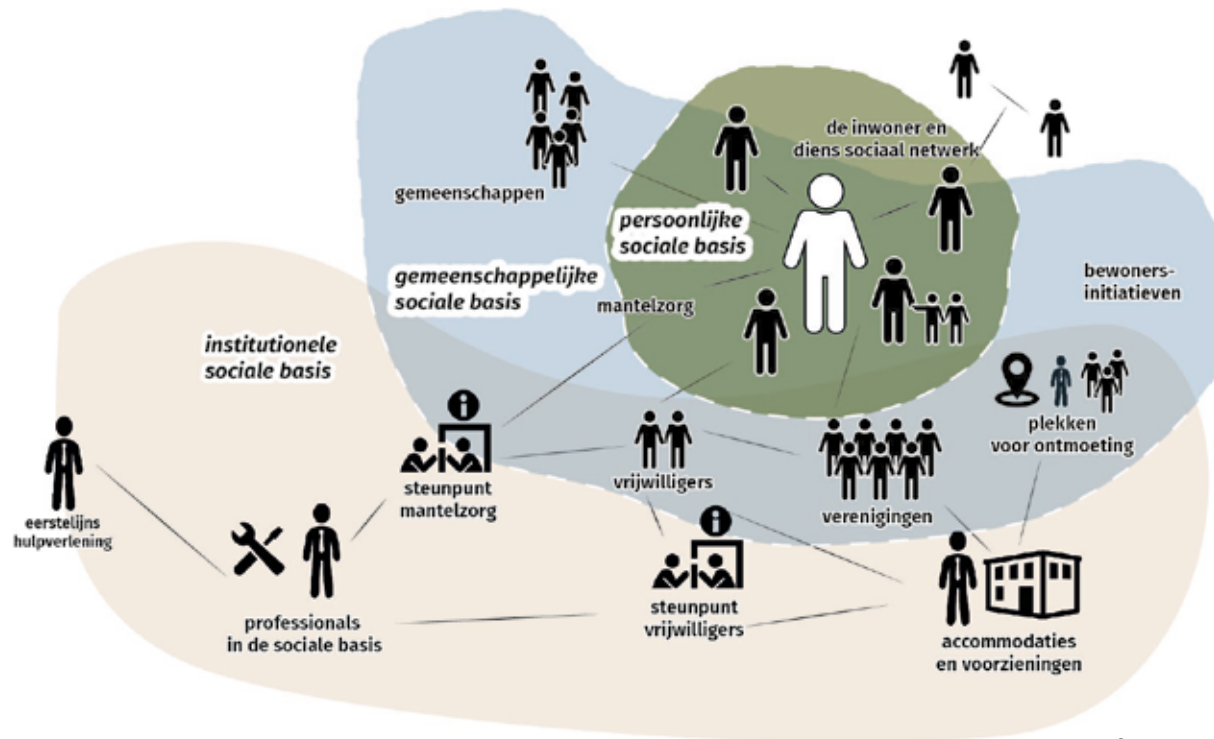 de inwoner en
diens sociaal netwerk
gemeenschappen
persoonlijke
sociale basis
gemeenschappelijke
sociale basis
mantelzorg
bewoners-
initiatieven
institutionele
sociale basis
plekken
voor ontmoeting
steunpunt
mantelzorg
vrijwilligers
verenigingen
eerstelijns
hulpverlening
professionals
in de sociale basis
steunpunt
vrijwilligers
accommodaties
en voorzieningen